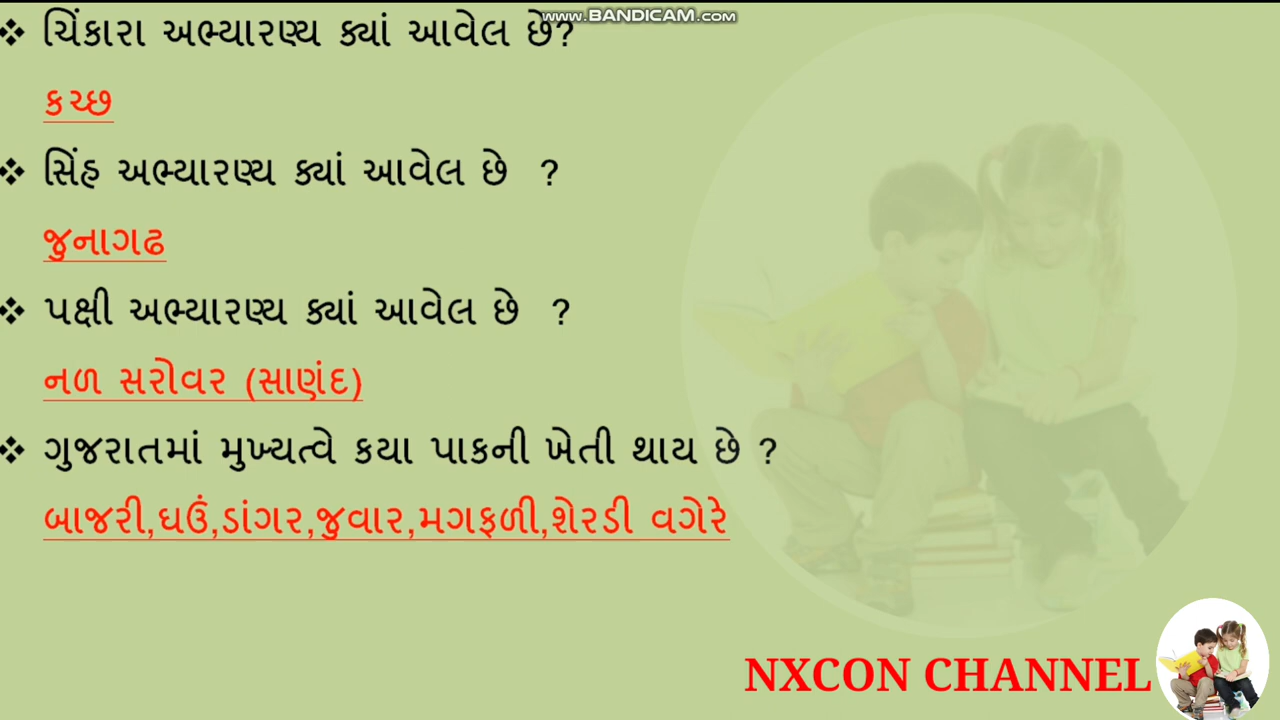 www.BANDICAM.com
❖ ચિંકારા અભ્યારણ્ય ક્યાં આવેલ છે?
કચ્છ
❖ સિંહ અભ્યારણ્ય ક્યાં આવેલ છે ?
જુનાગઢ
❖ પક્ષી અભ્યારણ્ય ક્યાં આવેલ છે ?
નળ સરોવર (સાણંદ)
❖ ગુજરાતમાં મુખ્યત્વે કયા પાકની ખેતી થાય છે ?
બાજરી,ઘઉં,ડાંગર,જુવાર,મગફળી,શેરડી વગેરે
NXCON CHANNEL